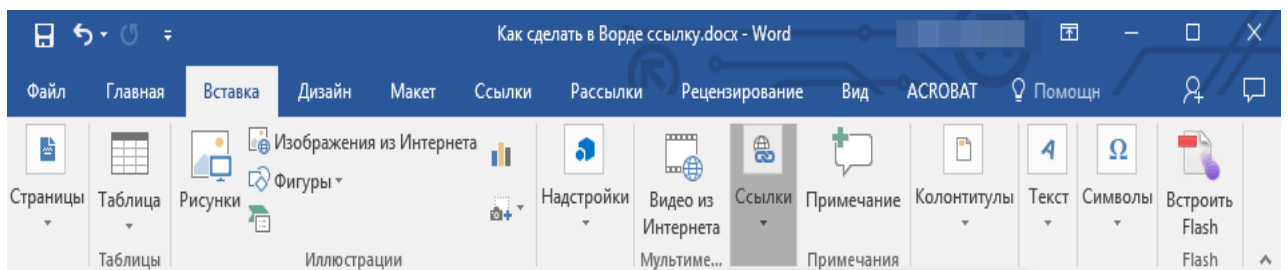 Как сделать в Ворде ссылку.docx - Word
Файл Главная Вставка Дизайн Макет Ссылки Рассылки Рецензирование Вид ACROBAT Помощн
Изображения из Интернета
Фигуры
Страницы Таблица Рисунки Надстройки Видео из Интернета Ссылки Примечание Колонтитулы Текст Символы Встроить Flash
Таблицы Иллюстрации Мультиме... Примечания Flash